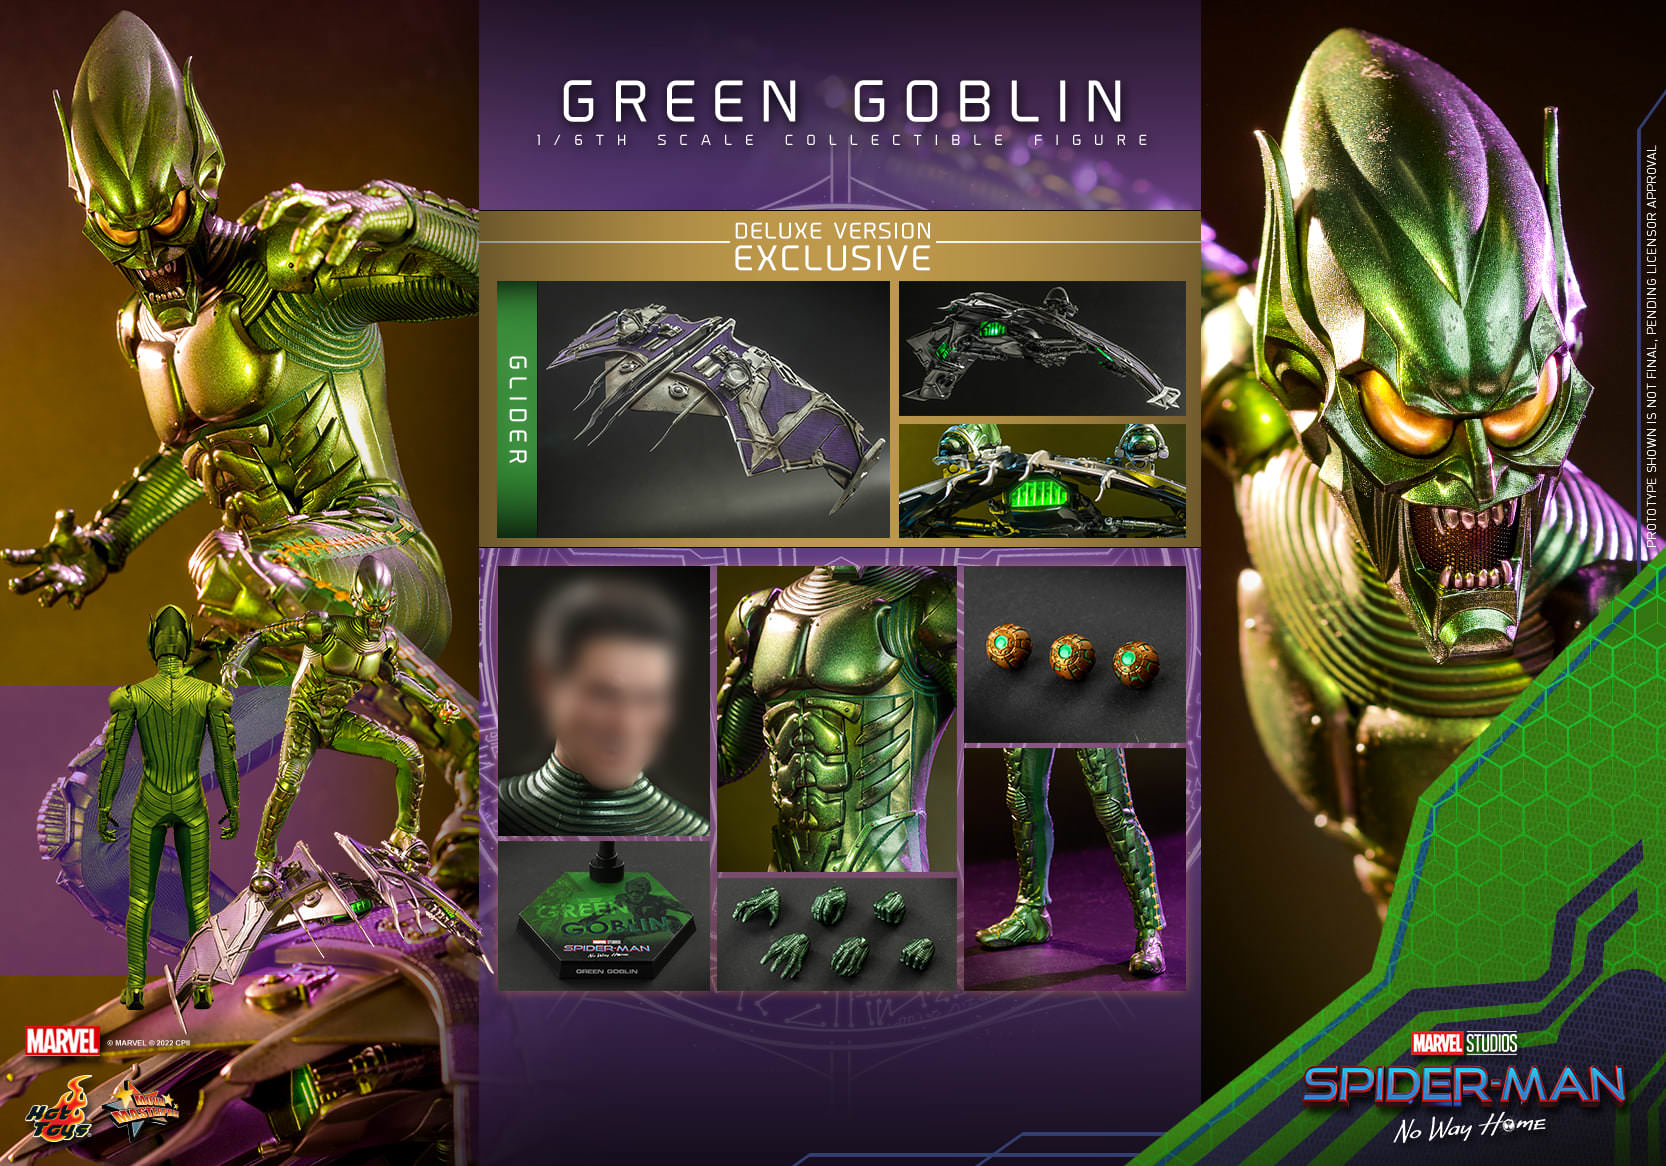 GREEN GOBLIN
1/6TH SCALE COLLECTIBLE FIGURE
DELUXE VERSION
EXCLUSIVE
GLIDER
GREEN
GOBLIN
MARVEL STUDIOS
SPIDER-MAN
No Way Home
GREEN GOBLIN
PROTOTYPE SHOWN IS NOT FINAL, PENDING LICENSOR APPROVAL
MARVEL
© MARVEL © 2022 CPII
Hot
Toys
MOVIE
MASTERPIECE
MARVEL STUDIOS
SPIDER-MAN
No Way Home